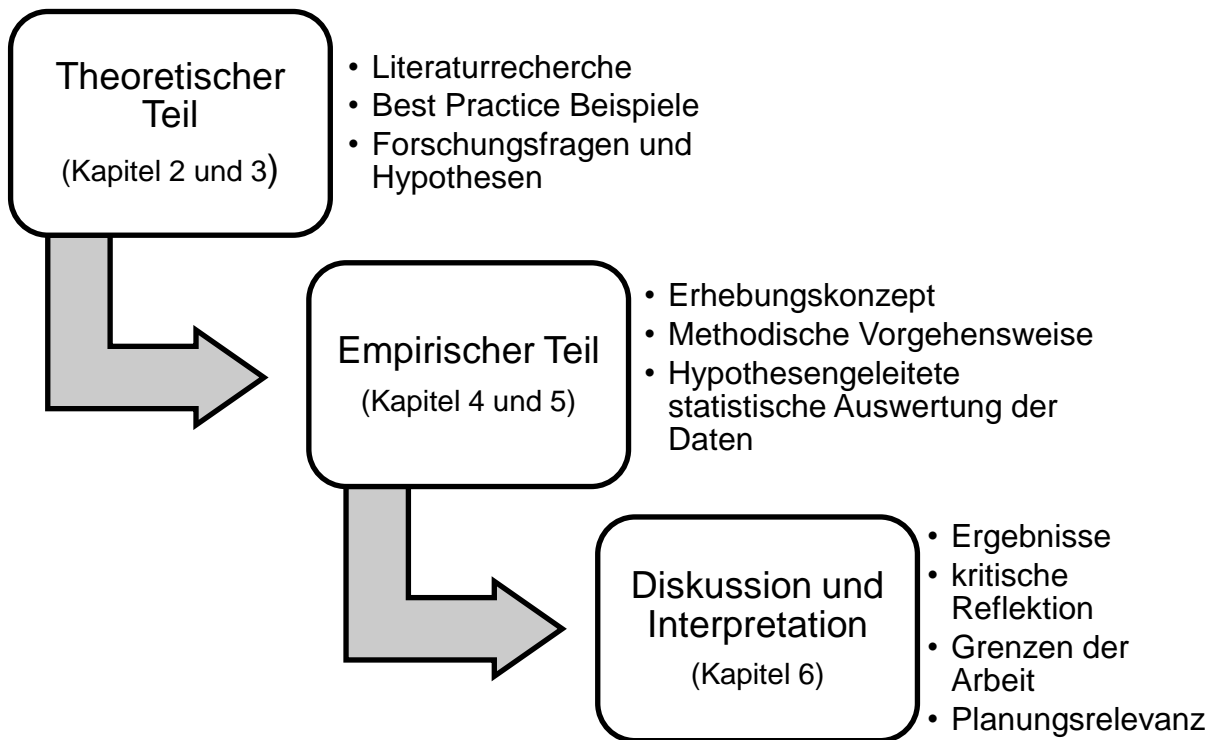 Theoretischer
Teil
(Kapitel 2 und 3)
• Literaturrecherche
• Best Practice Beispiele
• Forschungsfragen und
Hypothesen
Empirischer Teil
(Kapitel 4 und 5)
• Erhebungskonzept
• Methodische Vorgehensweise
• Hypothesengeleitete
statistische Auswertung der
Daten
Diskussion und
Interpretation
(Kapitel 6)
• Ergebnisse
• kritische
Reflektion
• Grenzen der
Arbeit
• Planungsrelevanz